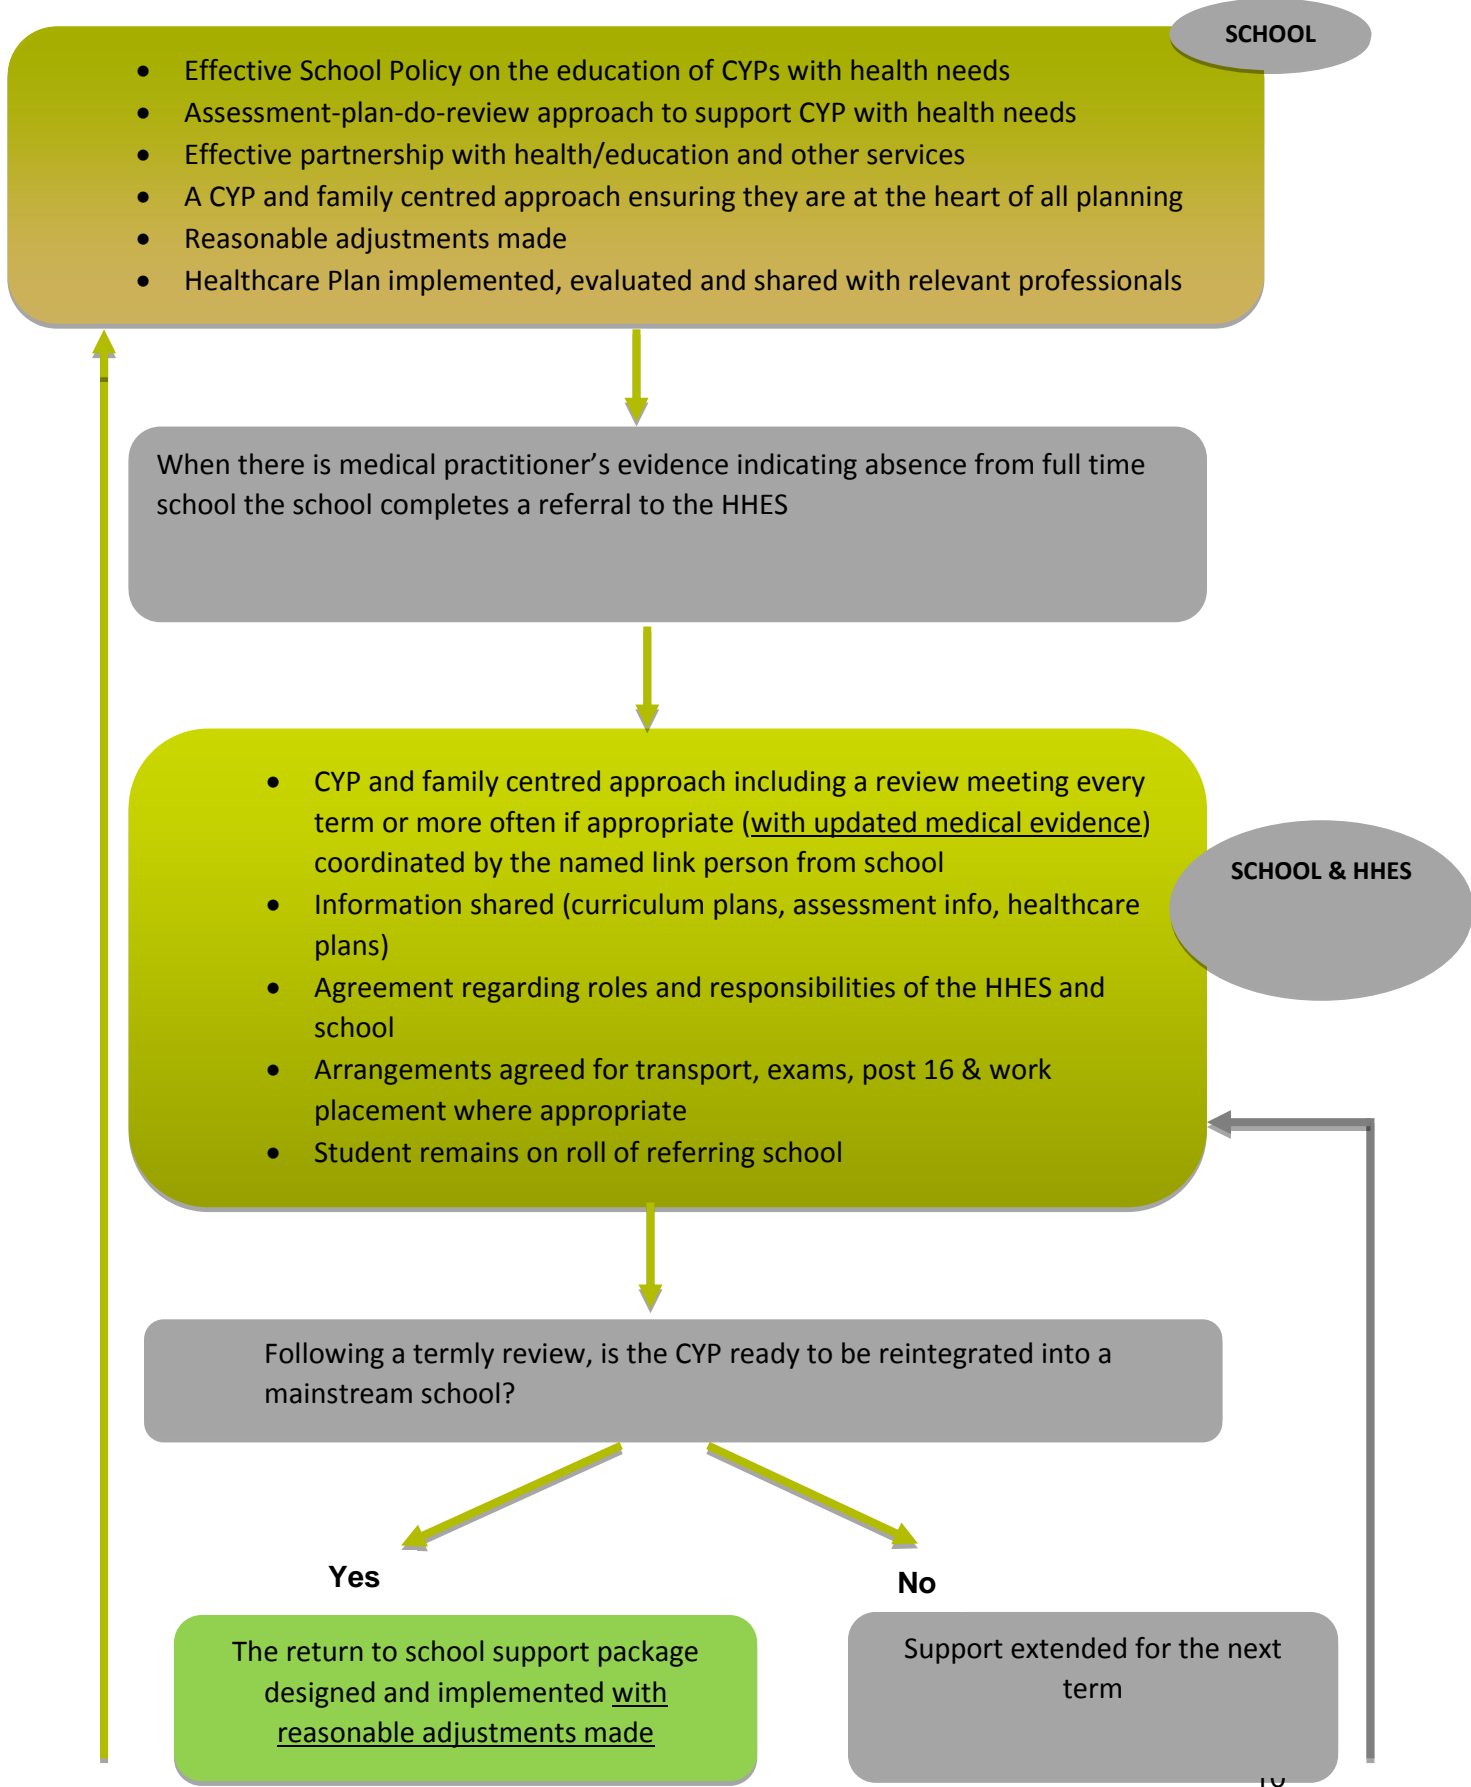 SCHOOL
• Effective School Policy on the education of CYPs with health needs
• Assessment-plan-do-review approach to support CYP with health needs
• Effective partnership with health/education and other services
• A CYP and family centred approach ensuring they are at the heart of all planning
• Reasonable adjustments made
• Healthcare Plan implemented, evaluated and shared with relevant professionals
When there is medical practitioner’s evidence indicating absence from full time
school the school completes a referral to the HHES
• CYP and family centred approach including a review meeting every
term or more often if appropriate (with updated medical evidence)
coordinated by the named link person from school
• Information shared (curriculum plans, assessment info, healthcare
plans)
• Agreement regarding roles and responsibilities of the HHES and
school
• Arrangements agreed for transport, exams, post 16 & work
placement where appropriate
• Student remains on roll of referring school
SCHOOL & HHES
Following a termly review, is the CYP ready to be reintegrated into a
mainstream school?
Yes
No
The return to school support package
designed and implemented with
reasonable adjustments made
Support extended for the next
term